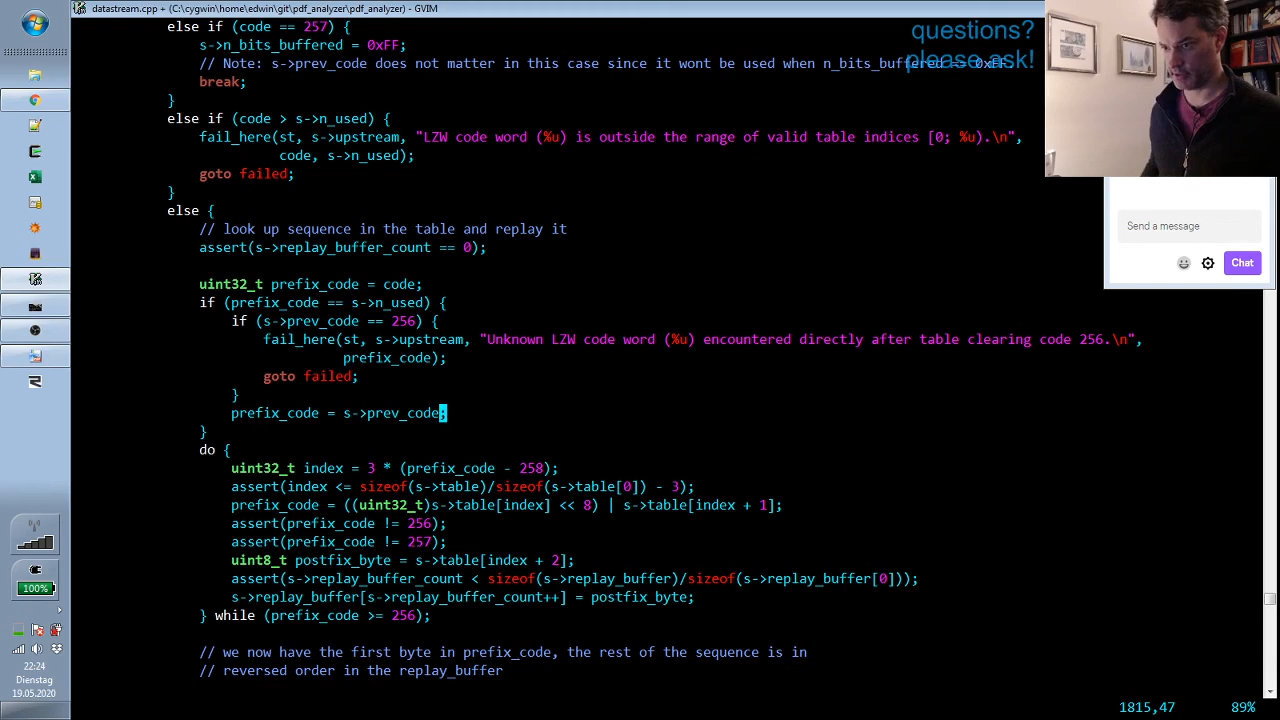 datastream.cpp + (C:\cygwin\home\edwin\git\pdf_analyzer\pdf_analyzer) - GVIM
else if (code == 257) {
s->n_bits_buffered = 0xFF;
// Note: s->prev_code does not matter in this case since it wont be used when n_bits_buffered == 0xFF.
break;
}
else if (code > s->n_used) {
fail_here(st, s->upstream, "LZW code word (%u) is outside the range of valid table indices [0; %u).\n",
code, s->n_used);
goto failed;
}
else {
// look up sequence in the table and replay it
assert(s->replay_buffer_count == 0);
uint32_t prefix_code = code;
if (prefix_code == s->n_used) {
if (s->prev_code == 256) {
fail_here(st, s->upstream, "Unknown LZW code word (%u) encountered directly after table clearing code 256.\n",
prefix_code);
goto failed;
}
prefix_code = s->prev_code;
}
do {
uint32_t index = 3 * (prefix_code - 258);
assert(index <= sizeof(s->table)/sizeof(s->table[0]) - 3);
prefix_code = ((uint32_t)s->table[index] << 8) | s->table[index + 1];
assert(prefix_code != 256);
assert(prefix_code != 257);
uint8_t postfix_byte = s->table[index + 2];
assert(s->replay_buffer_count < sizeof(s->replay_buffer)/sizeof(s->replay_buffer[0]));
s->replay_buffer[s->replay_buffer_count++] = postfix_byte;
} while (prefix_code >= 256);
// we now have the first byte in prefix_code, the rest of the sequence is in
// reversed order in the replay_buffer
1815,47 89%
questions?
please ask!
Send a message
Chat
100%
22:24
Dienstag
19.05.2020